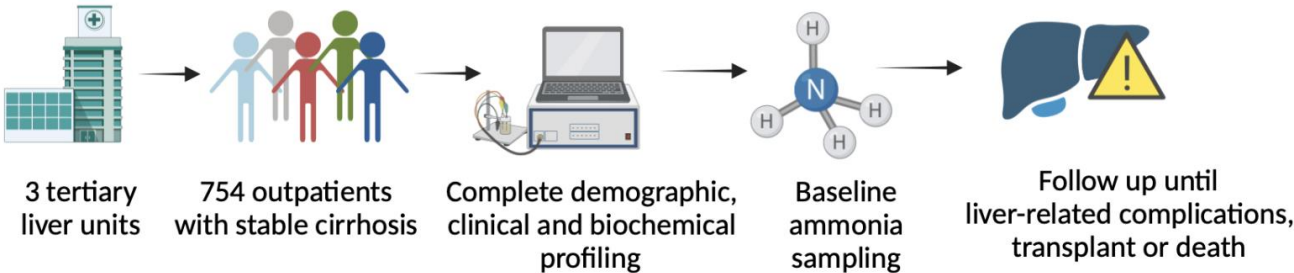 H
N
H
H
H
3 tertiary
liver units
754 outpatients
with stable cirrhosis
Complete demographic,
clinical and biochemical
profiling
Baseline
ammonia
sampling
Follow up until
liver-related complications,
transplant or death